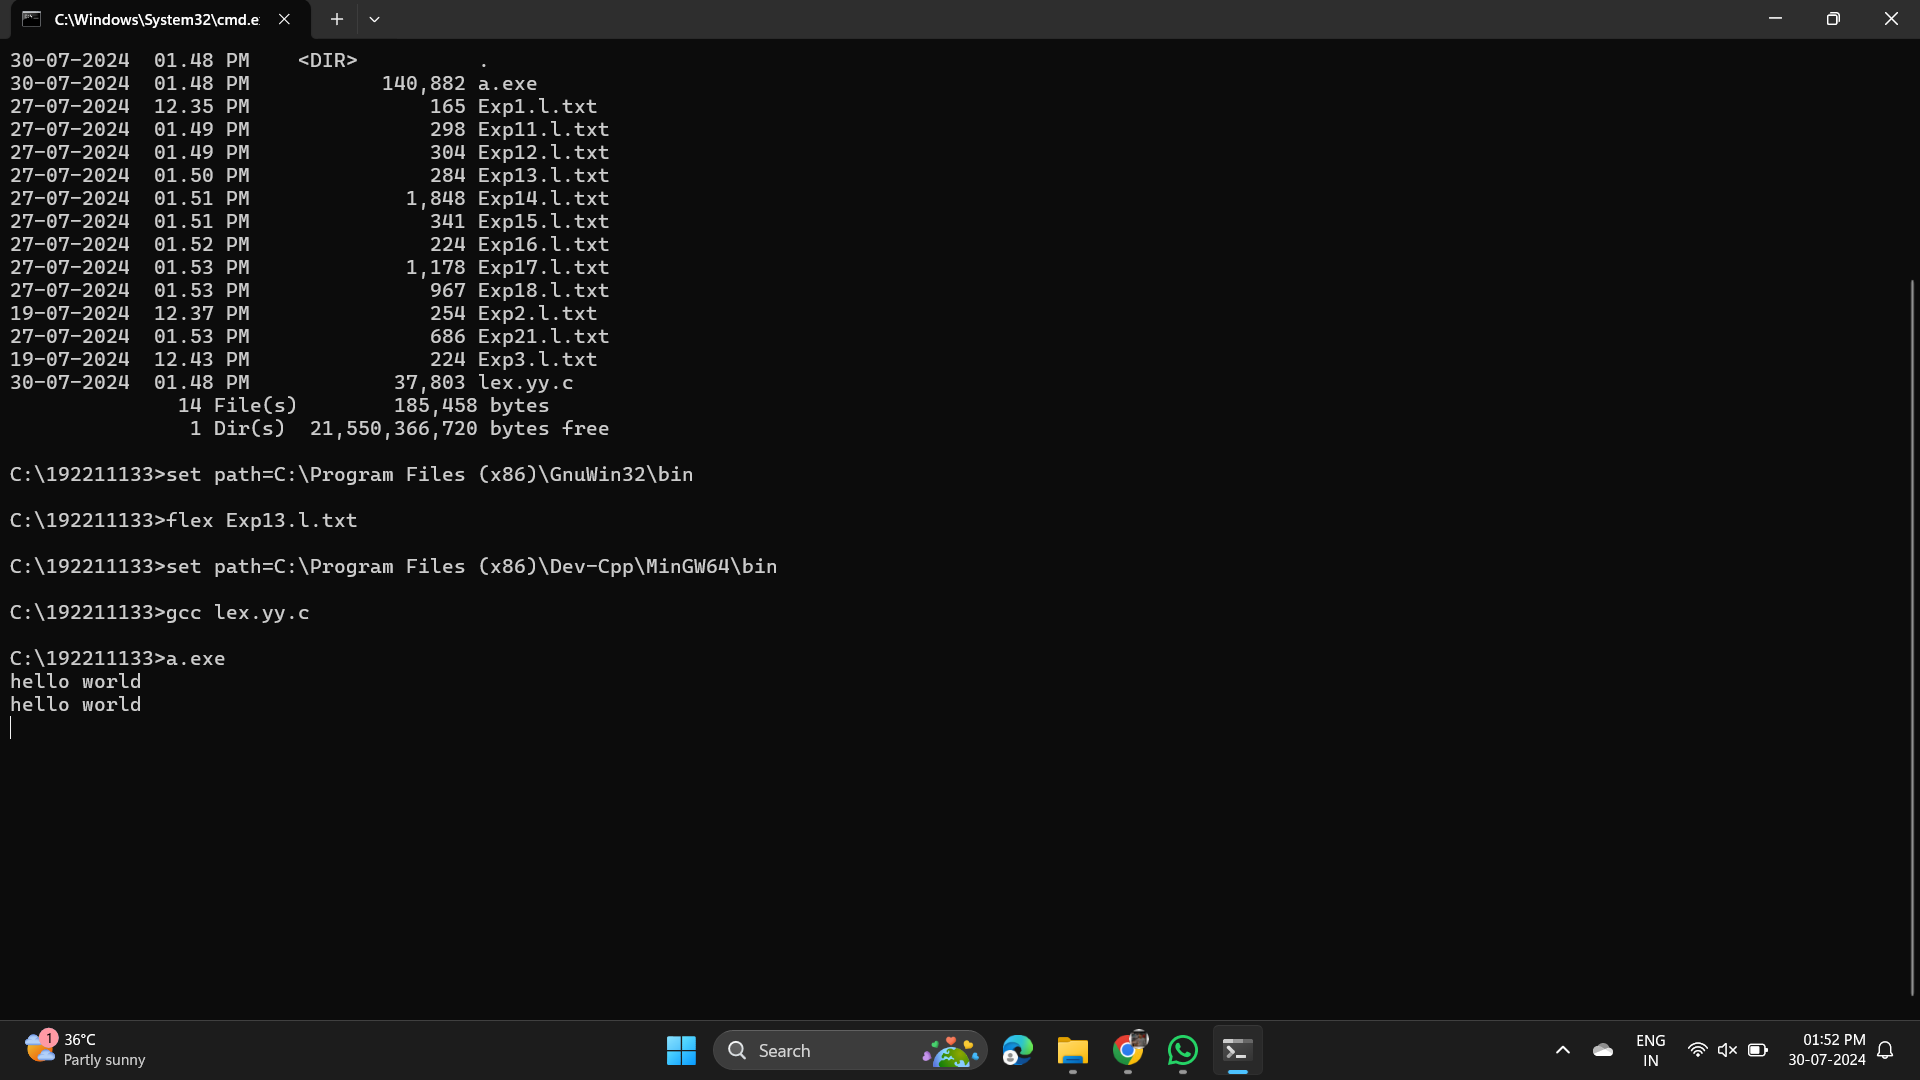 C:\Windows\System32\cmd.e
30-07-2024  01.48 PM    <DIR>          .
30-07-2024  01.48 PM           140,882 a.exe
27-07-2024  12.35 PM               165 Exp1.l.txt
27-07-2024  01.49 PM               298 Exp11.l.txt
27-07-2024  01.49 PM               304 Exp12.l.txt
27-07-2024  01.50 PM               284 Exp13.l.txt
27-07-2024  01.51 PM             1,848 Exp14.l.txt
27-07-2024  01.51 PM               341 Exp15.l.txt
27-07-2024  01.52 PM               224 Exp16.l.txt
27-07-2024  01.53 PM             1,178 Exp17.l.txt
27-07-2024  01.53 PM               967 Exp18.l.txt
19-07-2024  12.37 PM               254 Exp2.l.txt
27-07-2024  01.53 PM               686 Exp21.l.txt
19-07-2024  12.43 PM               224 Exp3.l.txt
30-07-2024  01.48 PM            37,803 lex.yy.c
              14 File(s)        185,458 bytes
               1 Dir(s)  21,550,366,720 bytes free
C:\192211133>set path=C:\Program Files (x86)\GnuWin32\bin
C:\192211133>flex Exp13.l.txt
C:\192211133>set path=C:\Program Files (x86)\Dev-Cpp\MinGW64\bin
C:\192211133>gcc lex.yy.c
C:\192211133>a.exe
hello world
hello world
1
36°C
Partly sunny
Search
ENG
IN
01:52 PM
30-07-2024